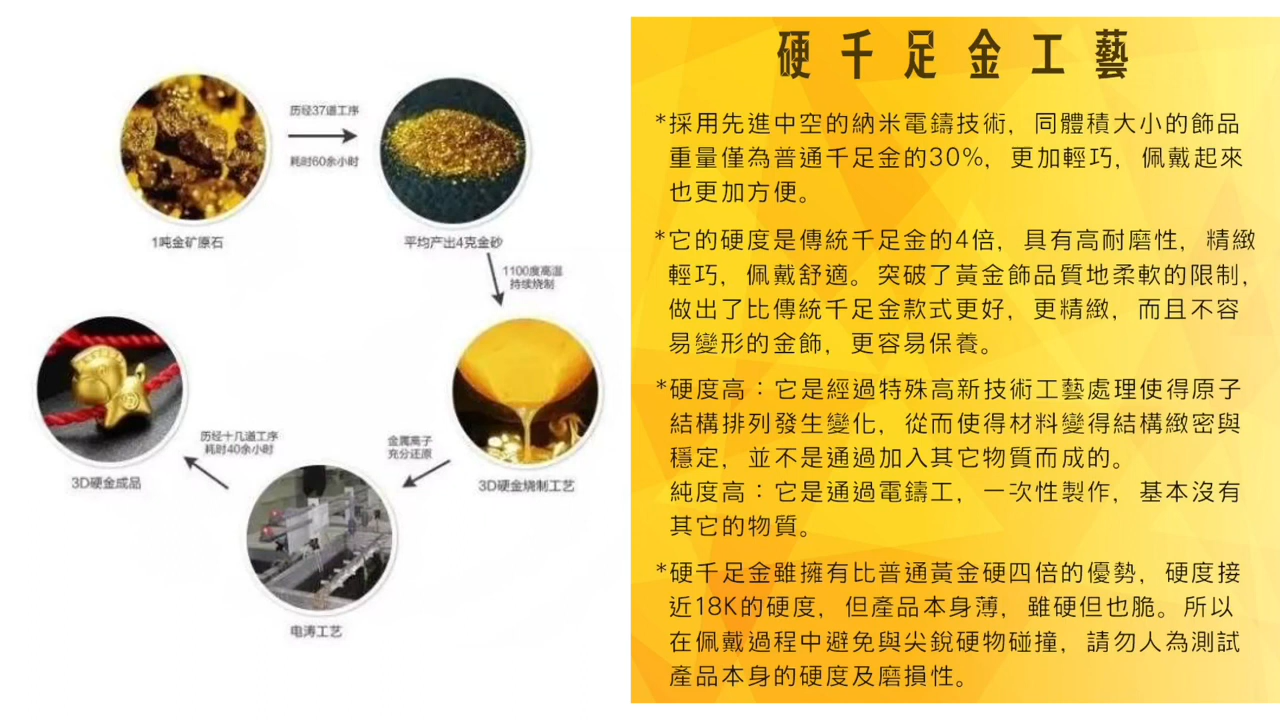 历经37道工序
耗时60余小时
1吨金矿原石
平均产出4克金砂
1100度高温
持续烧制
3D硬金烧制工艺
金属离子
充分还原
电涛工艺
历经十几道工序
耗时40余小时
3D硬金成品
硬千足金工藝
*採用先進中空的納米電鑄技術，同體積大小的飾品
重量僅為普通千足金的30%，更加輕巧，佩戴起來
也更加方便。
*它的硬度是傳統千足金的4倍，具有高耐磨性，精緻
輕巧，佩戴舒適。突破了黃金飾品質地柔軟的限制，
做出了比傳統千足金款式更好，更精緻，而且不容
易變形的金飾，更容易保養。
*硬度高：它是經過特殊高新技術工藝處理使得原子
結構排列發生變化，從而使得材料變得結構緻密與
穩定，並不是通過加入其它物質而成的。
純度高：它是通過電鑄工，一次性製作，基本沒有
其它的物質。
*硬千足金雖擁有比普通黃金硬四倍的優勢，硬度接
近18K的硬度，但產品本身薄，雖硬但也脆。所以
在佩戴過程中避免與尖銳硬物碰撞，請勿人為測試
產品本身的硬度及磨損性。